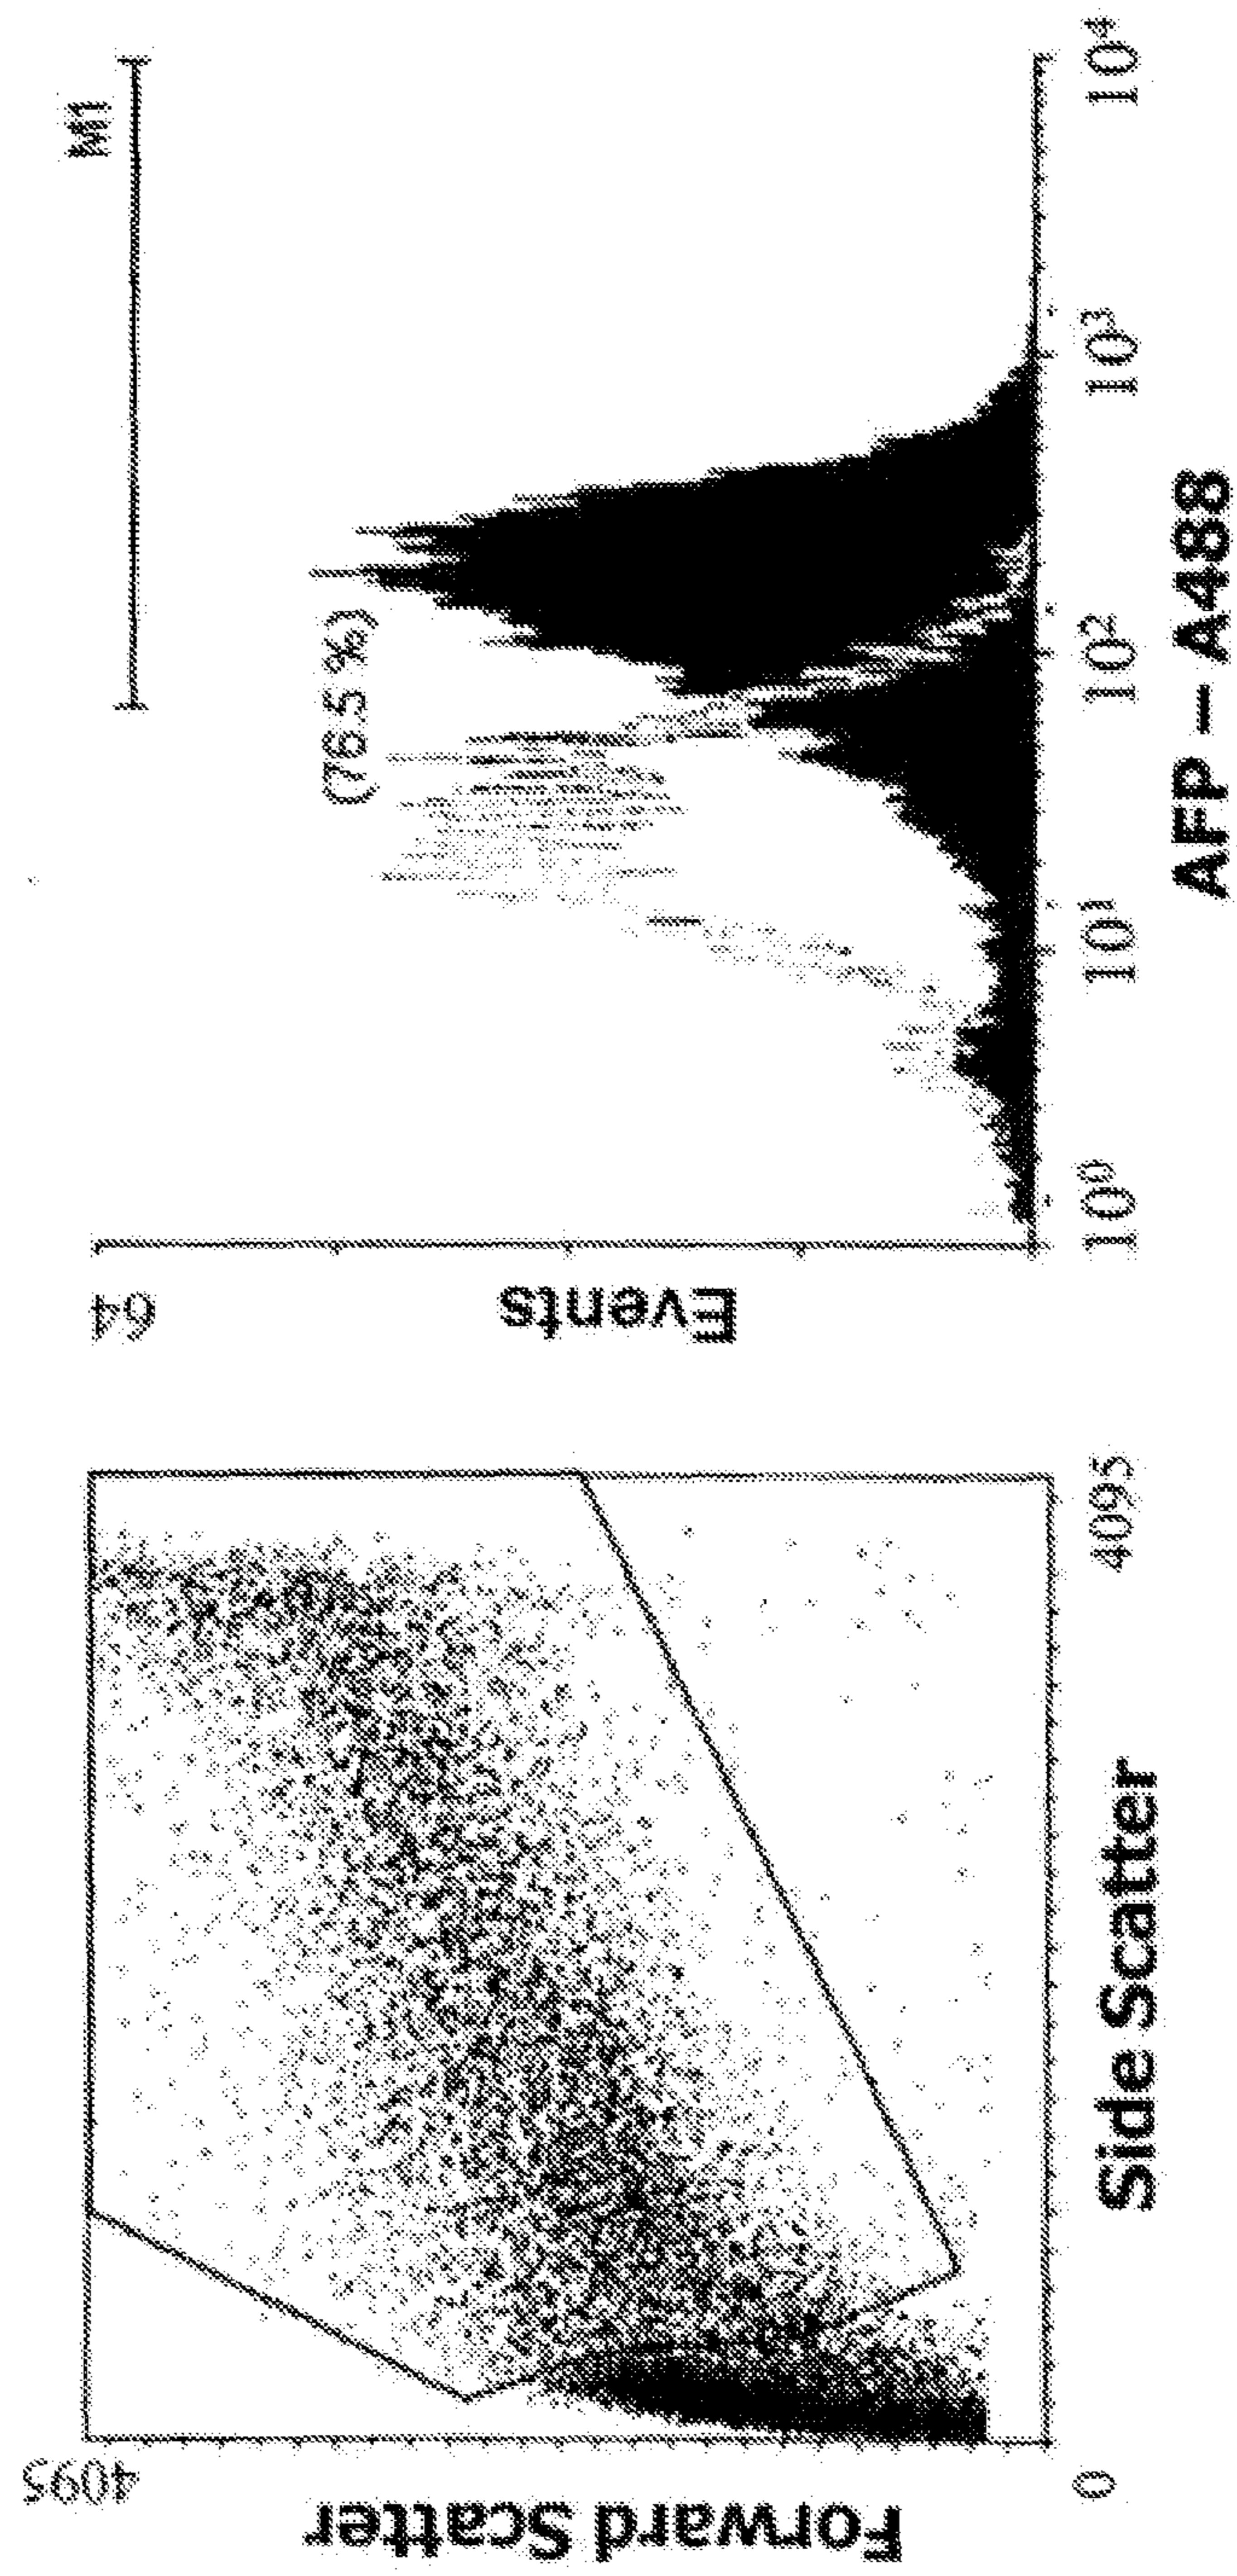 Forward Scatter
4095
0
Side Scatter
4095
Events
64
M1
(76.5 %)
10⁰
10¹
10²
10³
10⁴
AFP – A488